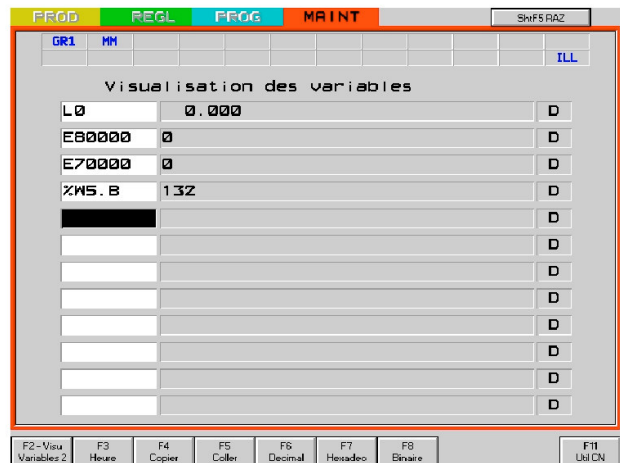 PROD REGL PROG MAINT ShtF5 RAZ
GR1 MM
ILL
Visualisation des variables
L0 0.000 D
E80000 0 D
E70000 0 D
%W5.B 132 D
D
D
D
D
D
D
D
D
F2-Visu Variables 2
F3 Heure
F4 Copier
F5 Coller
F6 Decimal
F7 Hexadec
F8 Binaire
F11 Util CN